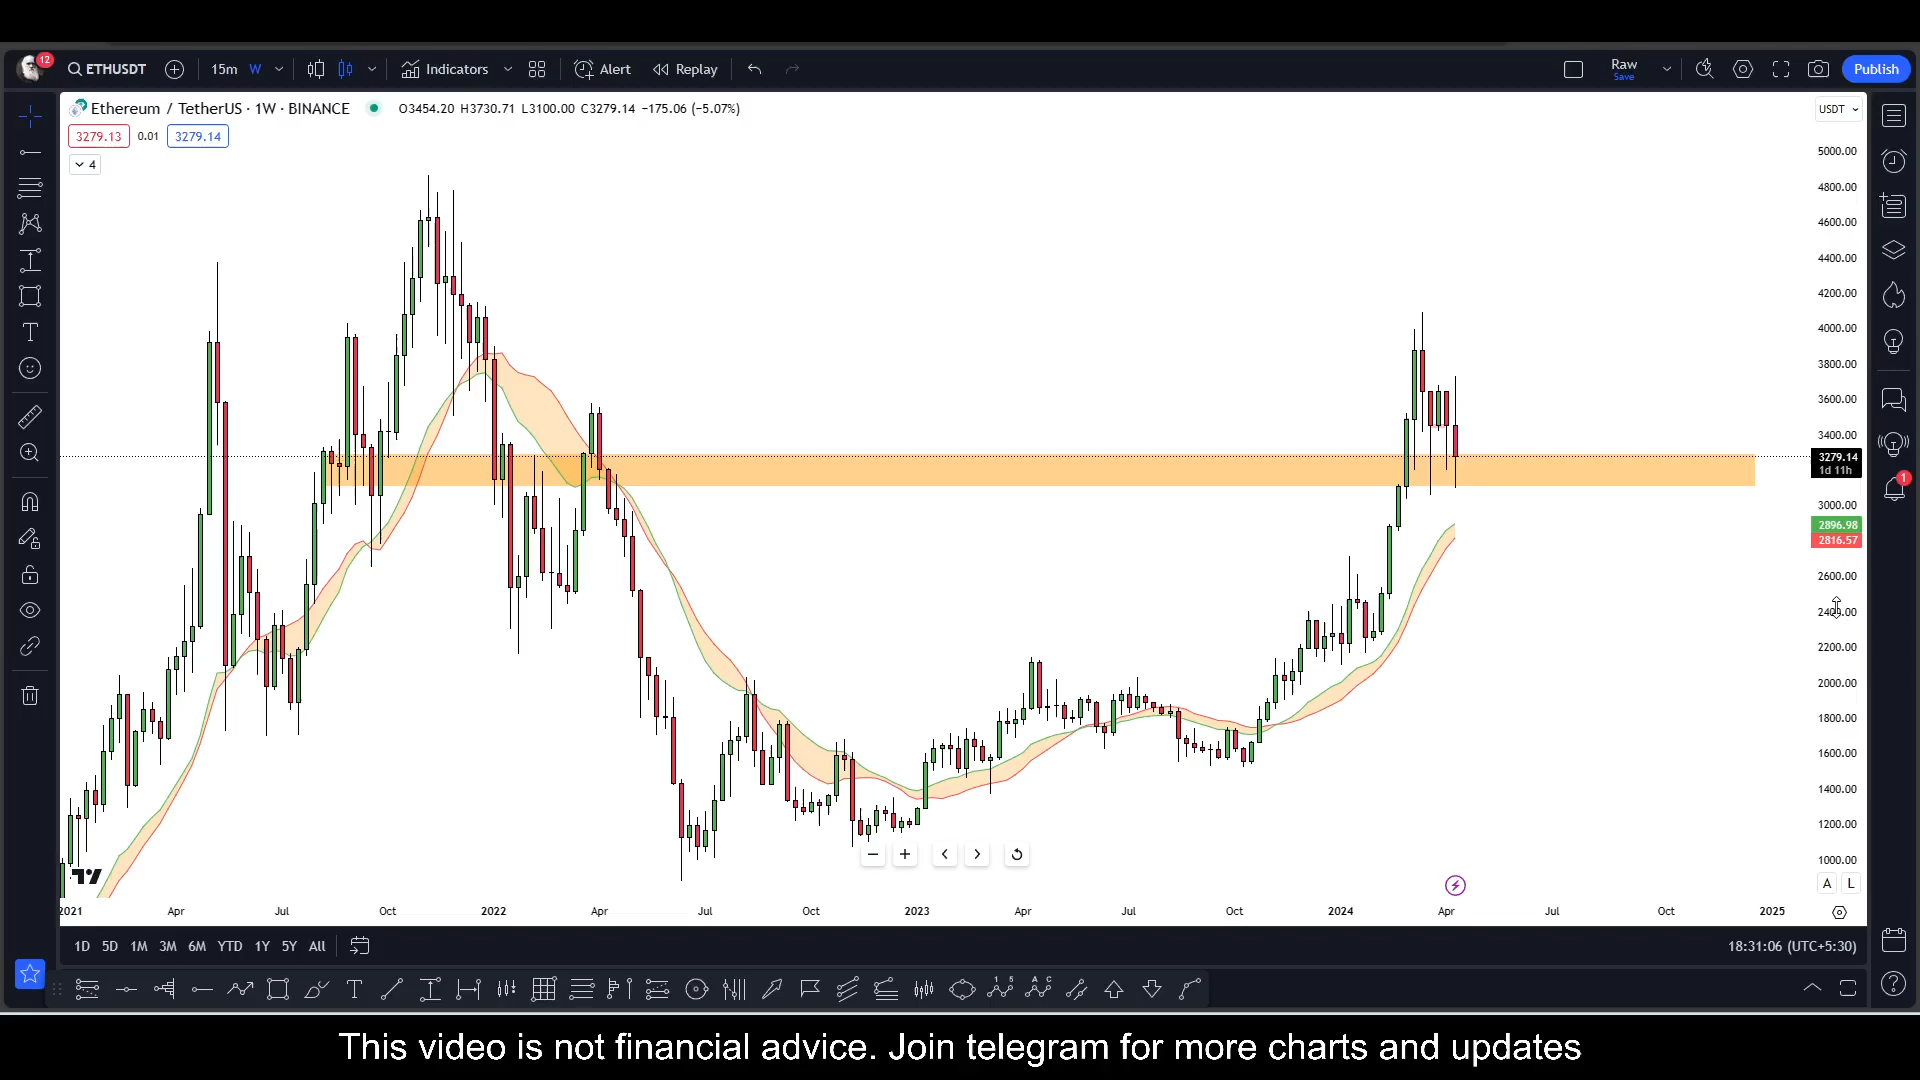 12
ETHUSDT
15m W
Indicators
Alert
Replay
Raw
Save
Publish
Ethereum / TetherUS · 1W · BINANCE
O3454.20 H3730.71 L3100.00 C3279.14 −175.06 (−5.07%)
USDT
3279.13 0.01 3279.14
4
5000.00
4800.00
4600.00
4400.00
4200.00
4000.00
3800.00
3600.00
3400.00
3279.14
1d 11h
1
3000.00
2896.98
2816.57
2600.00
2200.00
2000.00
1800.00
1600.00
1400.00
1200.00
1000.00
A L
2021 Apr Jul Oct 2022 Apr Jul Oct 2023 Apr Jul Oct 2024 Apr Jul Oct 2025
1D 5D 1M 3M 6M YTD 1Y 5Y All
18:31:06 (UTC+5:30)
This video is not financial advice. Join telegram for more charts and updates